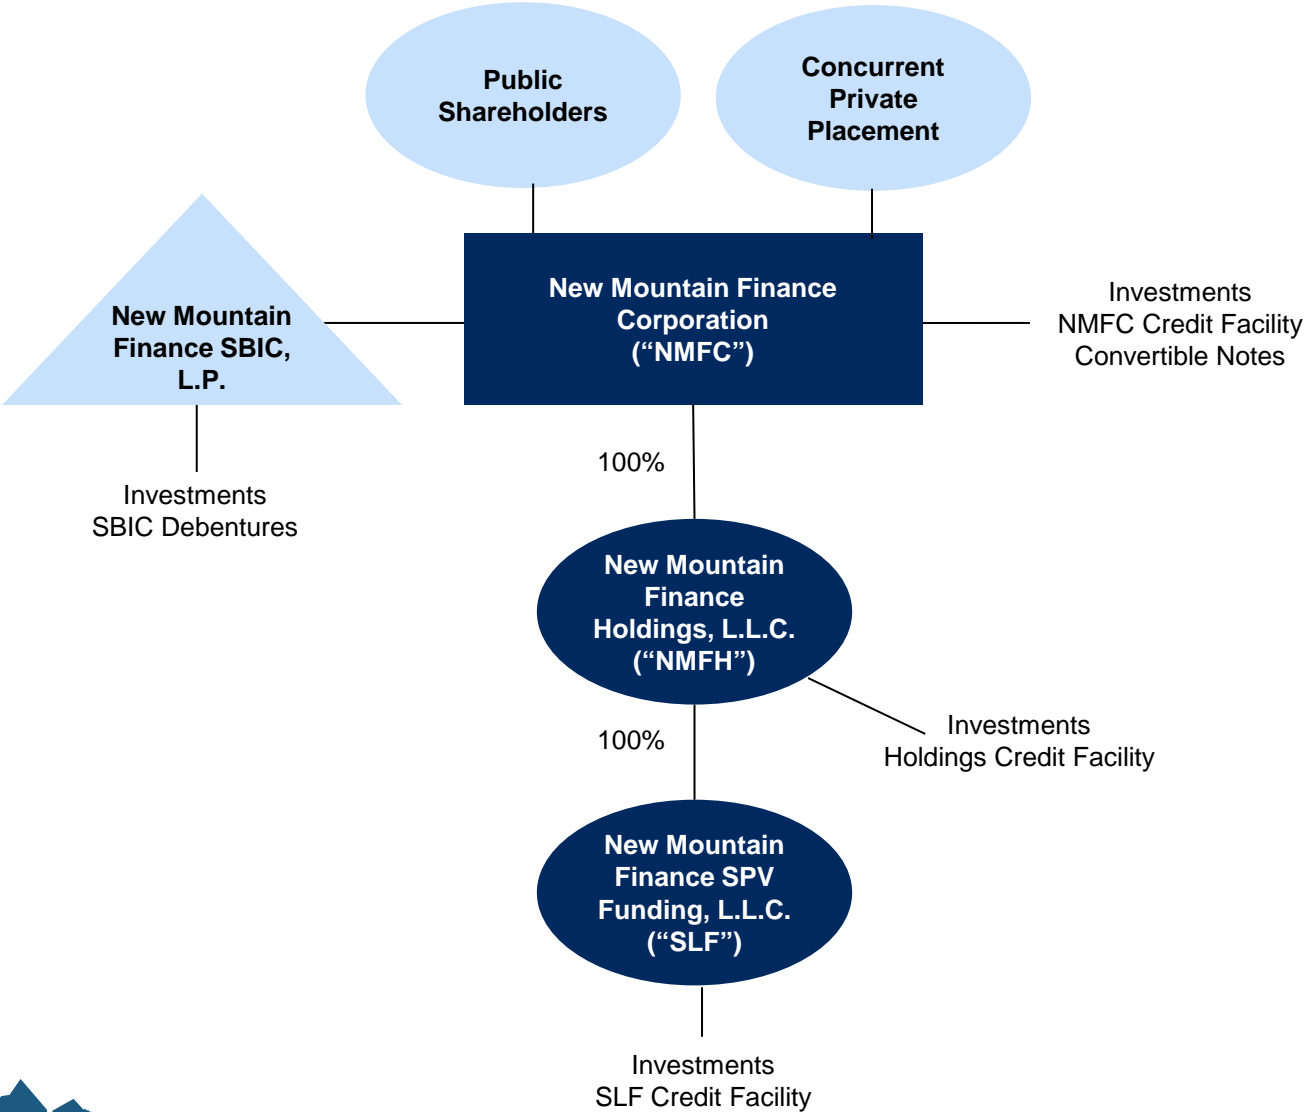 Public
Shareholders
Concurrent
Private
Placement
New Mountain
Finance SBIC,
L.P.
New Mountain Finance
Corporation
(“NMFC”)
Investments
NMFC Credit Facility
Convertible Notes
100%
Investments
SBIC Debentures
New Mountain
Finance
Holdings, L.L.C.
(“NMFH”)
100%
Investments
Holdings Credit Facility
New Mountain
Finance SPV
Funding, L.L.C.
(“SLF”)
Investments
SLF Credit Facility